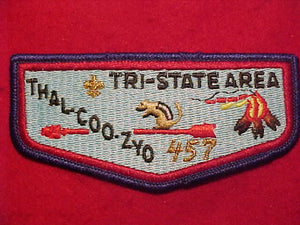 TRI-STATE AREA
THAL-COO-ZYO
457